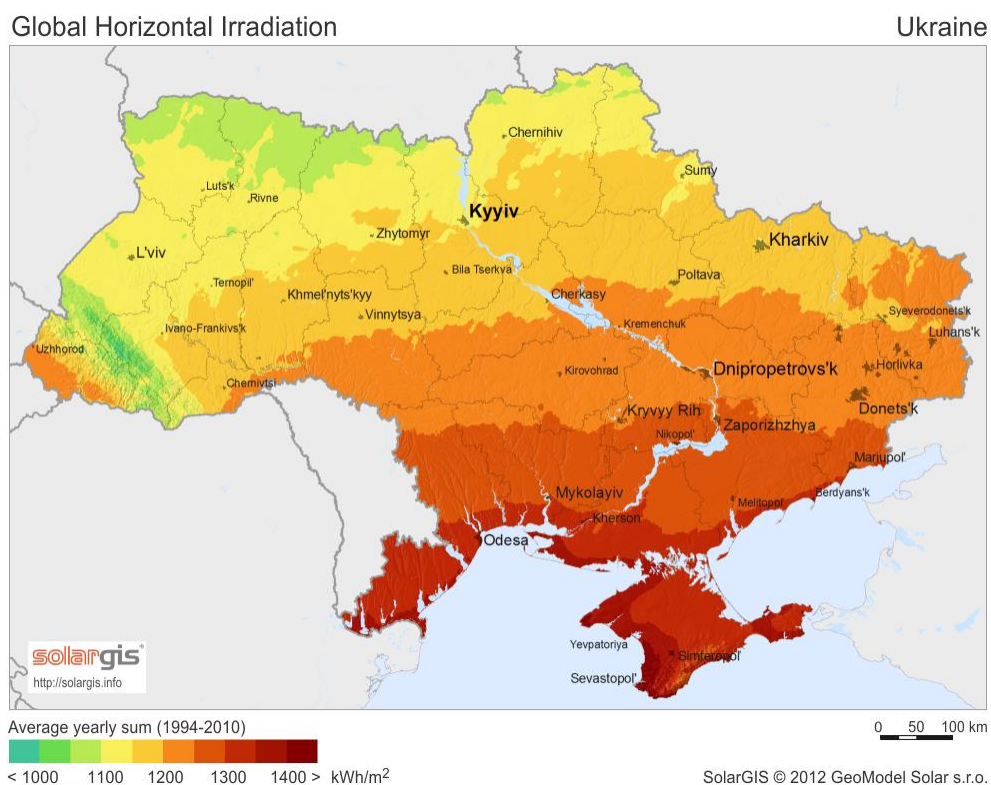 Global Horizontal Irradiation
Ukraine
Chernihiv
Sumy
Luts'k
Rivne
Kyyiv
Zhytomyr
Kharkiv
L'viv
Bila Tserkva
Poltava
Ternopil'
Khmel'nyts'kyy
Cherkasy
Vinnytsya
Syeverodonets'k
Kremenchuk
Ivano-Frankivs'k
Luhans'k
Uzhhorod
Horlivka
Kirovohrad
Dnipropetrovs'k
Chernivtsi
Donets'k
Kryvyy Rih
Zaporizhzhya
Nikopol'
Mariupol'
Mykolayiv
Berdyans'k
Melitopol'
Kherson
Odesa
Yevpatoriya
Simferopol'
Sevastopol'
solargis
http://solargis.info
Average yearly sum (1994-2010)
0 50 100 km
< 1000 1100 1200 1300 1400 > kWh/m2
SolarGIS © 2012 GeoModel Solar s.r.o.